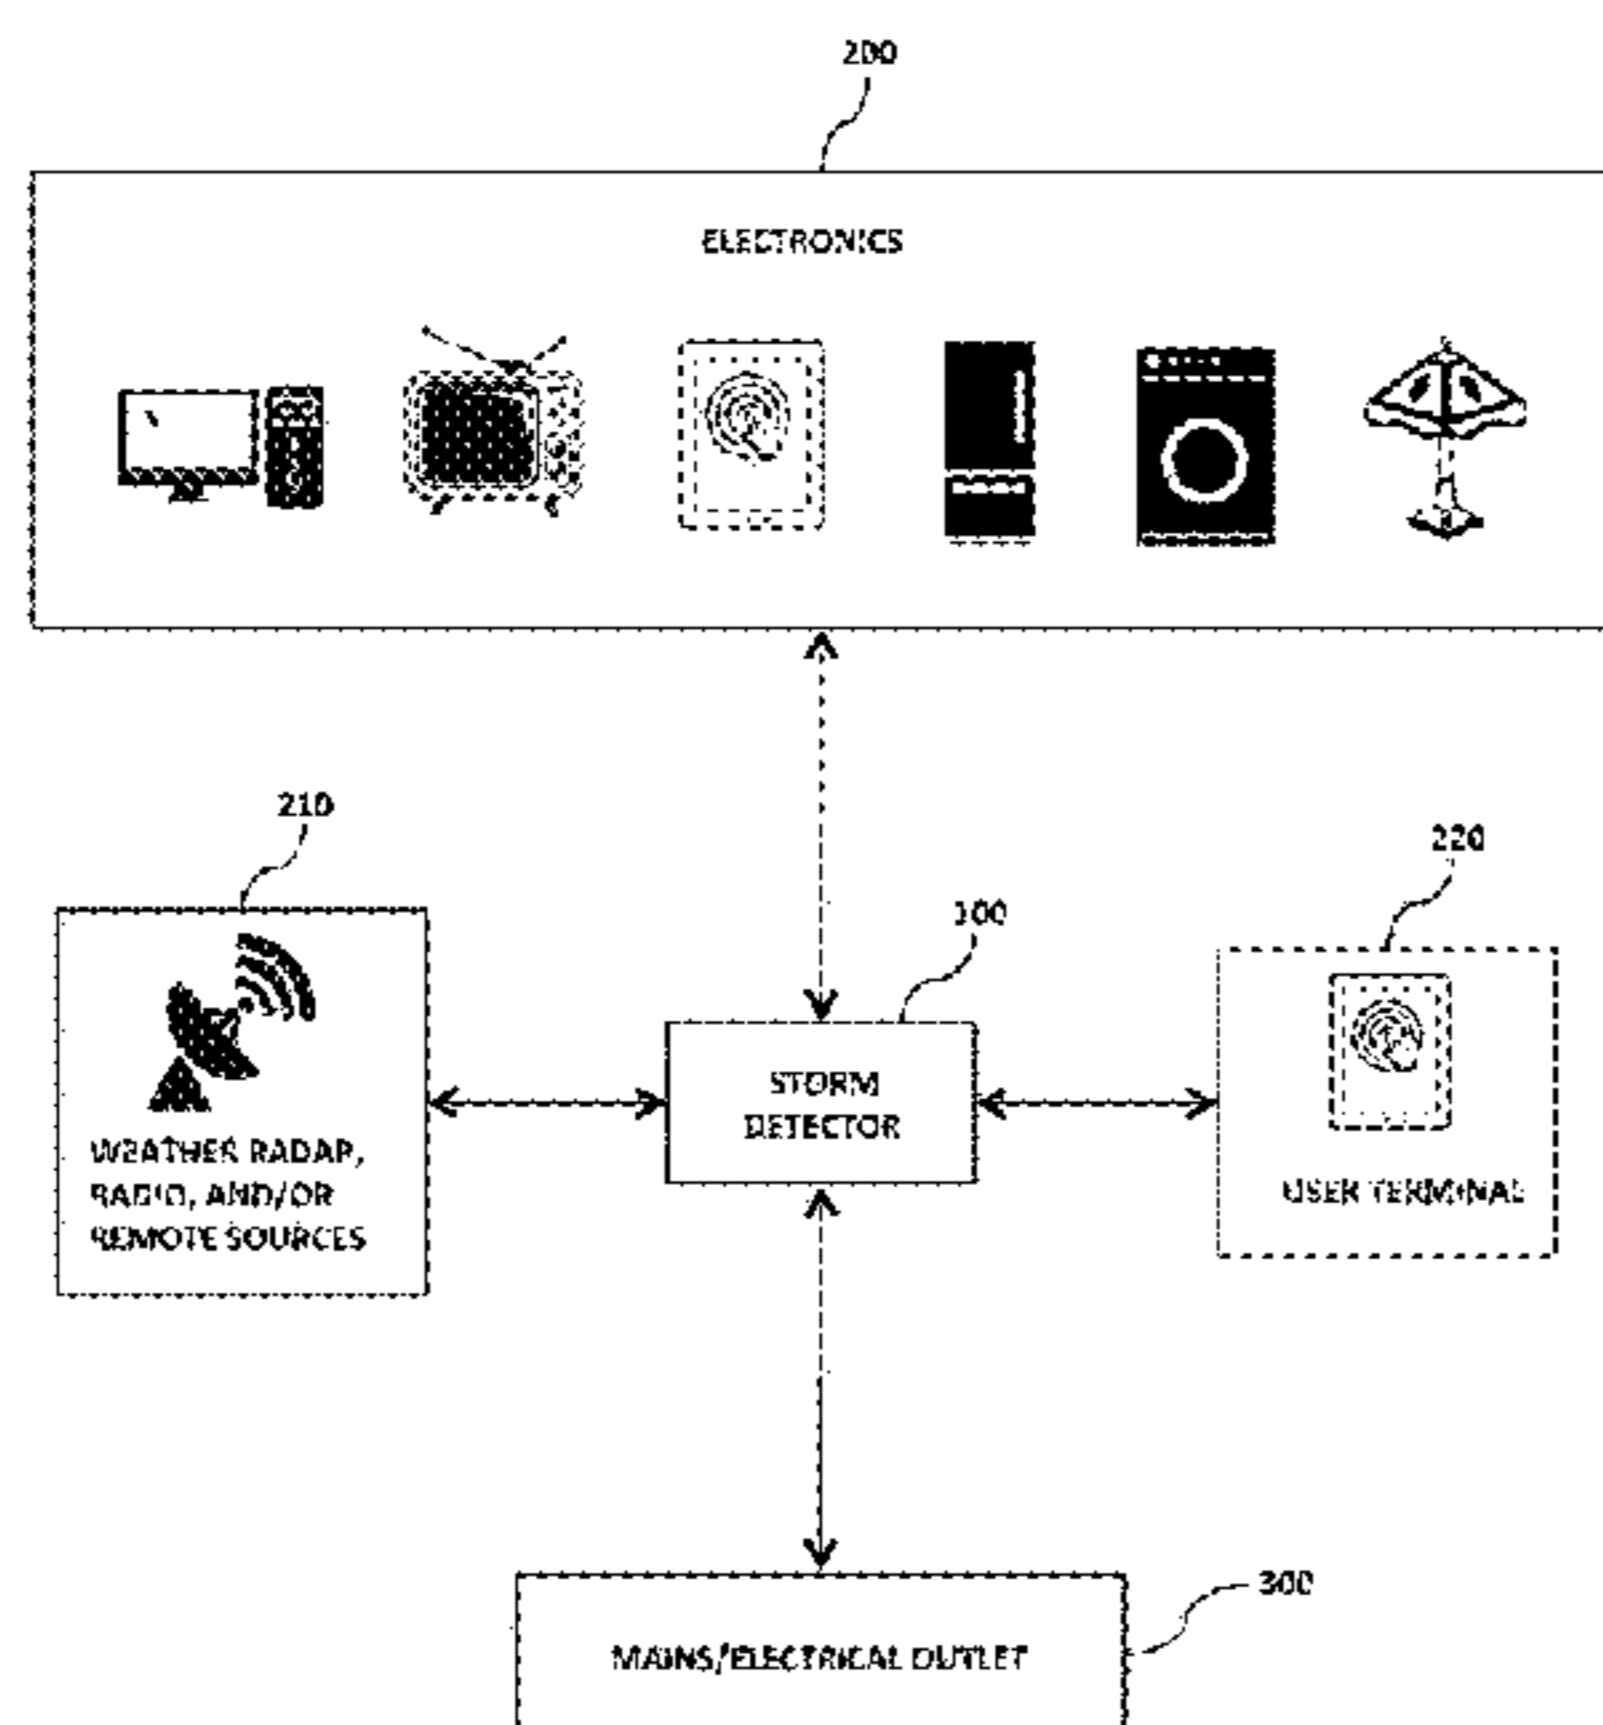 200
ELECTRONICS
210
220
100
STORM
DETECTOR
WEATHER RADAR,
RADIO, AND/OR
REMOTE SOURCES
USER TERMINAL
300
MAINS/ELECTRICAL OUTLET